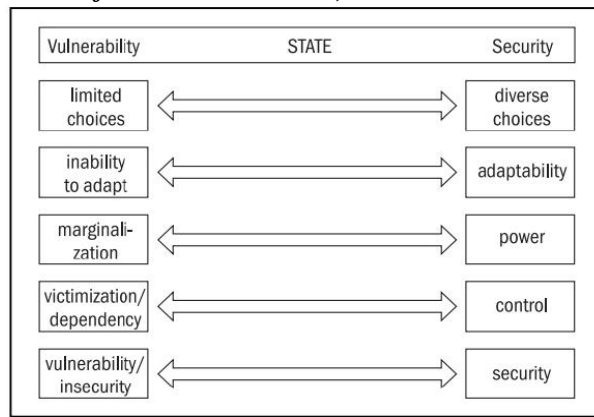 Vulnerability STATE Security
limited
choices
diverse
choices
inability
to adapt
adaptability
marginali-
zation
power
victimization/
dependency
control
vulnerability/
insecurity
security